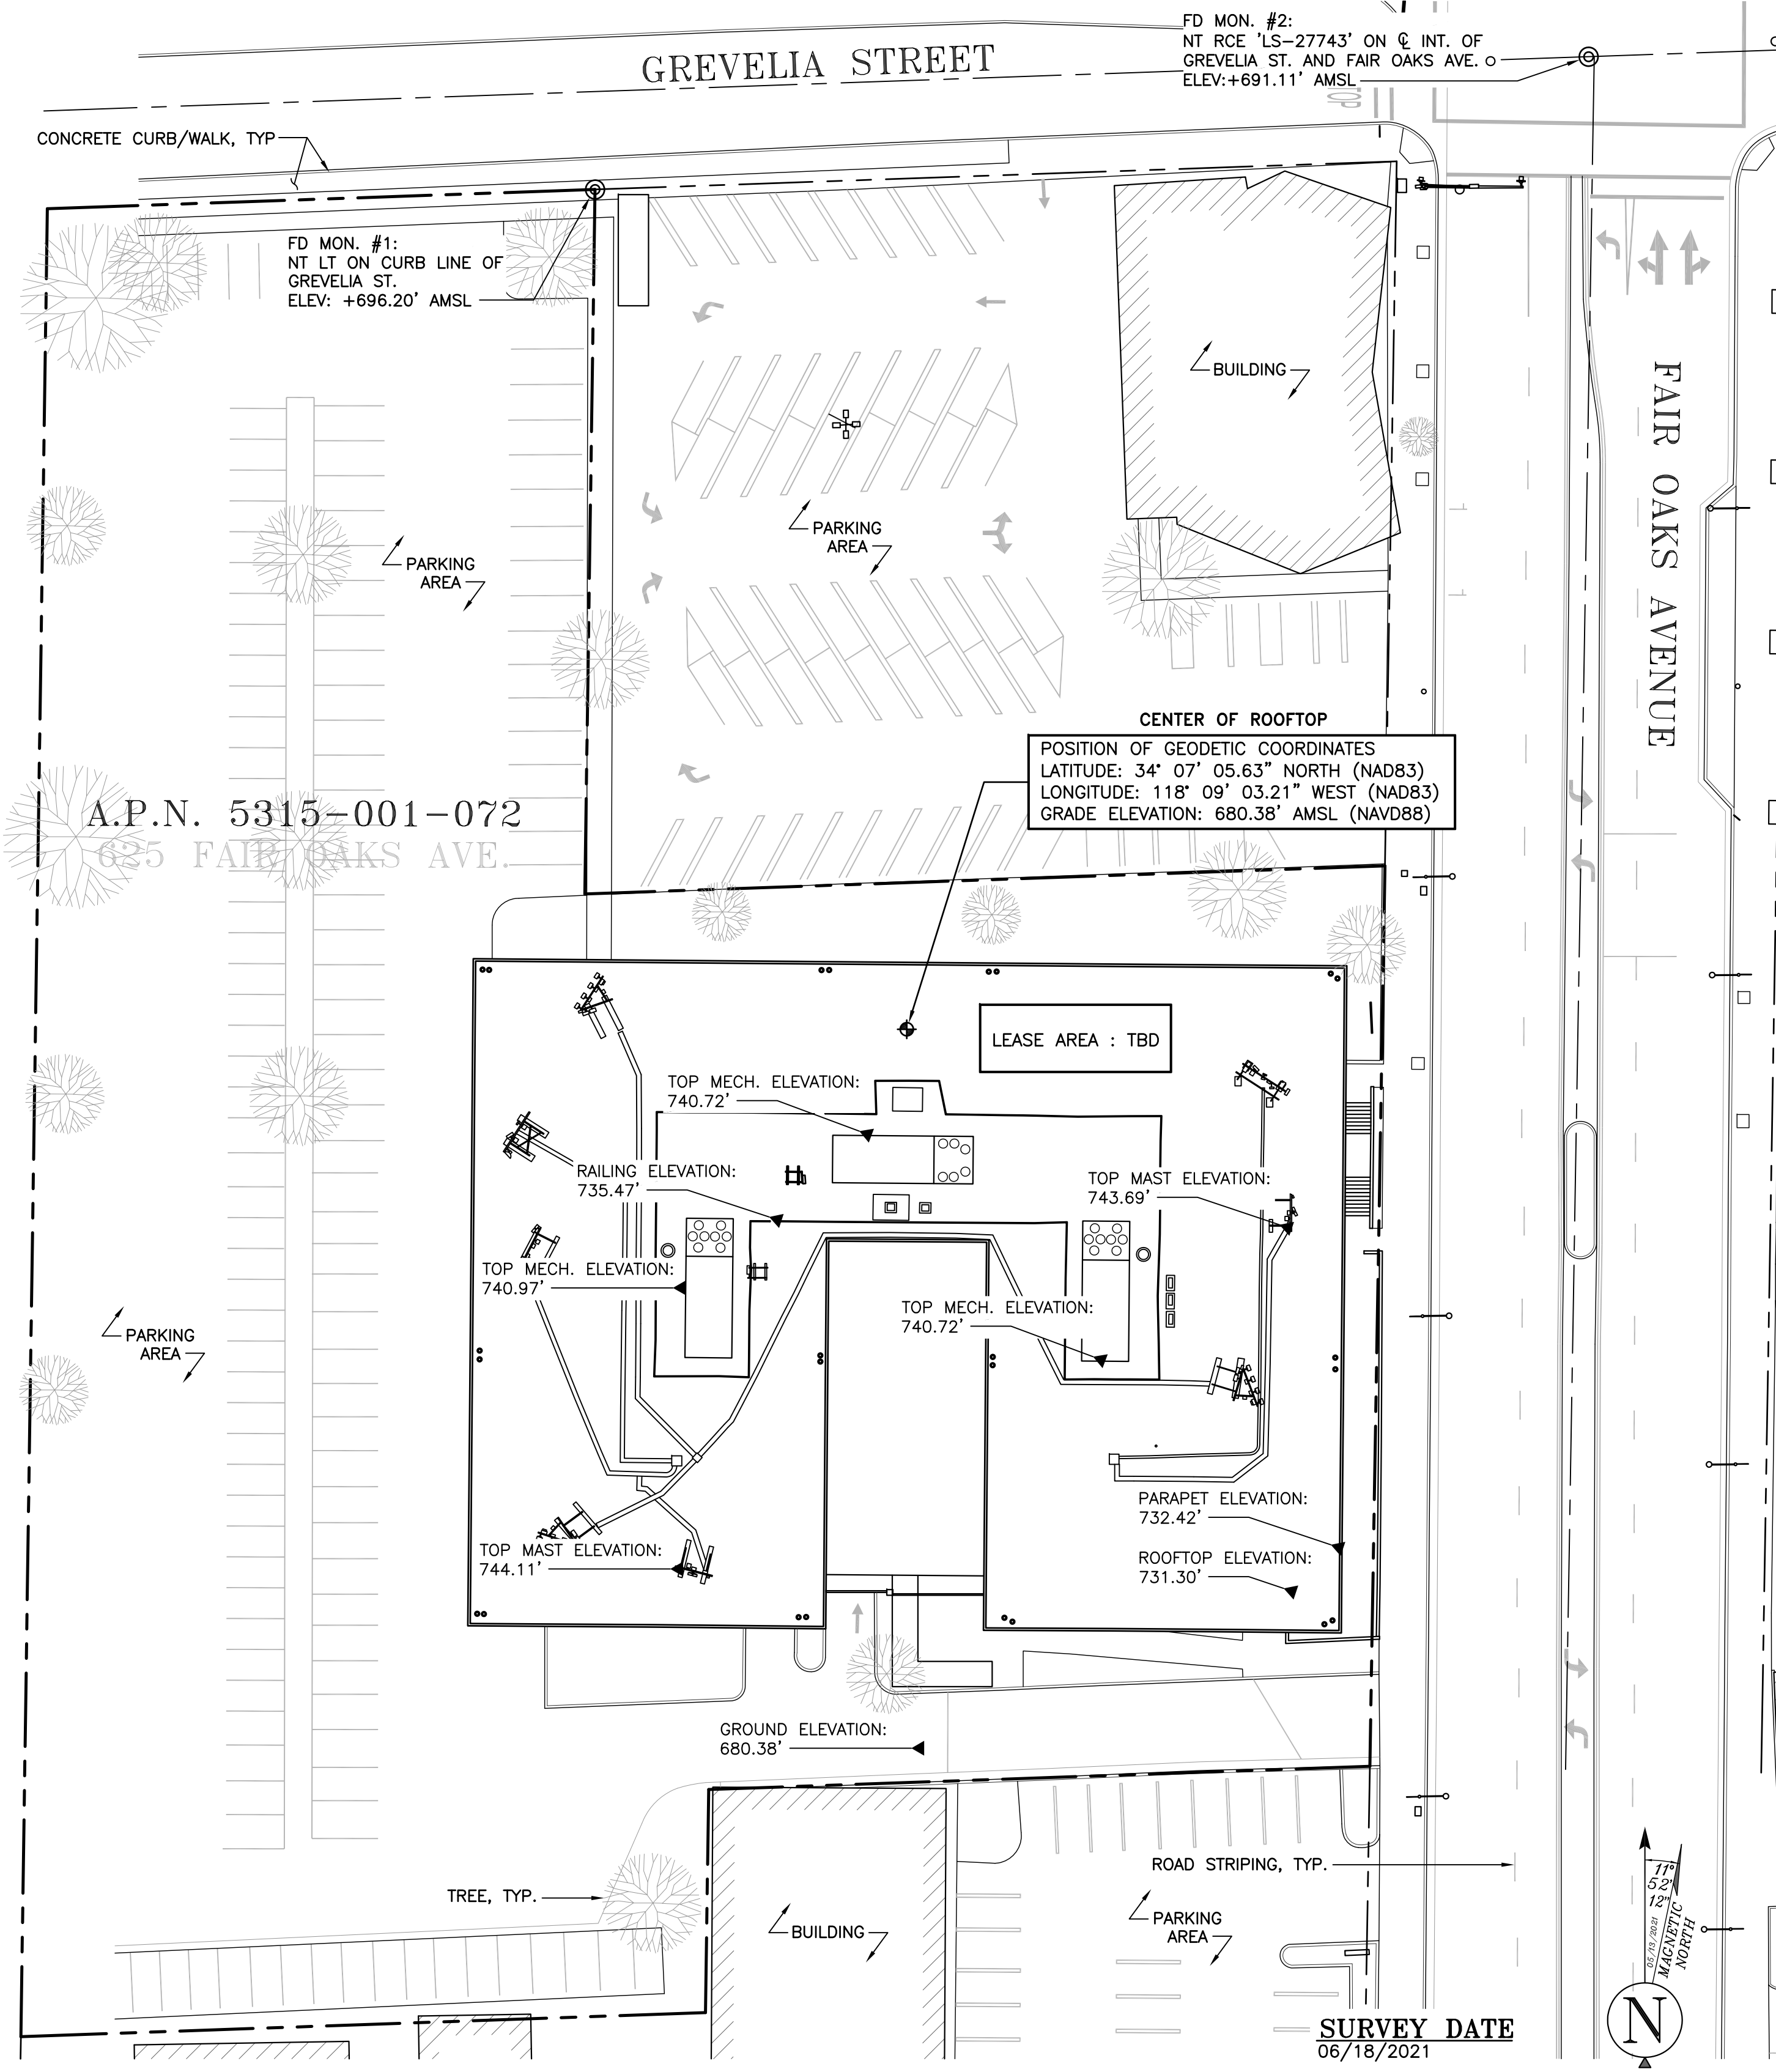 FD MON. #2:
NT RCE 'LS-27743' ON ℄ INT. OF
GREVELIA ST. AND FAIR OAKS AVE.
ELEV:+691.11' AMSL
GREVELIA STREET
CONCRETE CURB/WALK, TYP
FD MON. #1:
NT LT ON CURB LINE OF
GREVELIA ST.
ELEV: +696.20' AMSL
BUILDING
FAIR OAKS AVENUE
PARKING
AREA
PARKING
AREA
CENTER OF ROOFTOP
POSITION OF GEODETIC COORDINATES
LATITUDE: 34° 07' 05.63" NORTH (NAD83)
LONGITUDE: 118° 09' 03.21" WEST (NAD83)
GRADE ELEVATION: 680.38' AMSL (NAVD88)
A.P.N. 5315-001-072
625 FAIR OAKS AVE.
LEASE AREA : TBD
TOP MECH. ELEVATION:
740.72'
RAILING ELEVATION:
735.47'
TOP MAST ELEVATION:
743.69'
TOP MECH. ELEVATION:
740.97'
TOP MECH. ELEVATION:
740.72'
PARKING
AREA
PARAPET ELEVATION:
732.42'
TOP MAST ELEVATION:
744.11'
ROOFTOP ELEVATION:
731.30'
GROUND ELEVATION:
680.38'
ROAD STRIPING, TYP.
TREE, TYP.
BUILDING
PARKING
AREA
11°
52'
12"
05/13/2021
MAGNETIC
NORTH
N
SURVEY DATE
06/18/2021